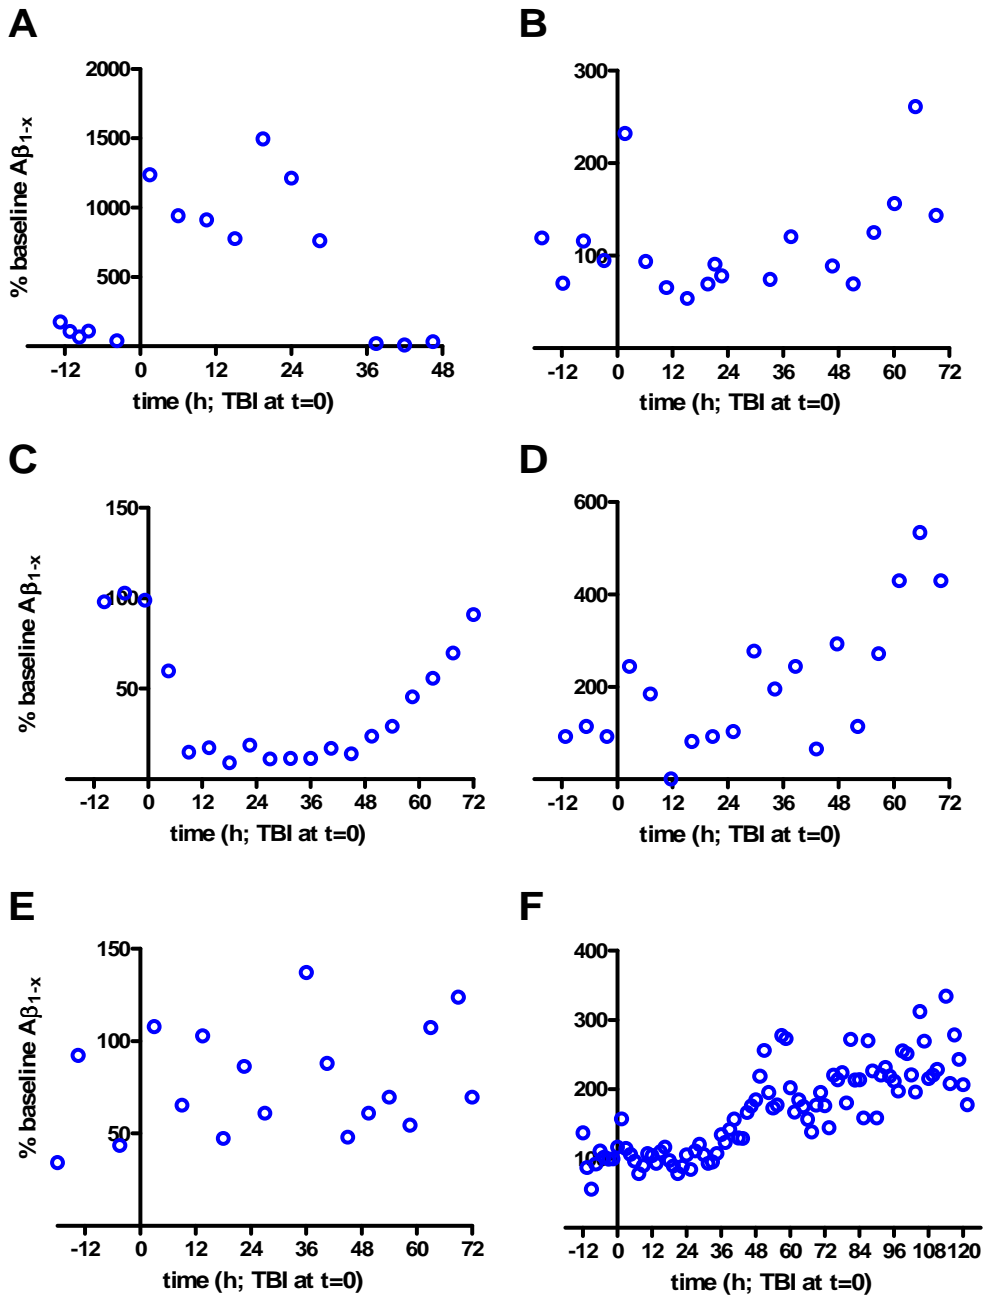 A
2000
1500
1000
500
% baseline Aβ1-x
-12 0 12 24 36 48
time (h; TBI at t=0)
B
300
200
100
-12 0 12 24 36 48 60 72
time (h; TBI at t=0)
C
150
100
50
% baseline Aβ1-x
-12 0 12 24 36 48 60 72
time (h; TBI at t=0)
D
600
400
200
-12 0 12 24 36 48 60 72
time (h; TBI at t=0)
E
150
100
50
% baseline Aβ1-x
-12 0 12 24 36 48 60 72
time (h; TBI at t=0)
F
400
300
200
100
-12 0 12 24 36 48 60 72 84 96 108 120
time (h; TBI at t=0)